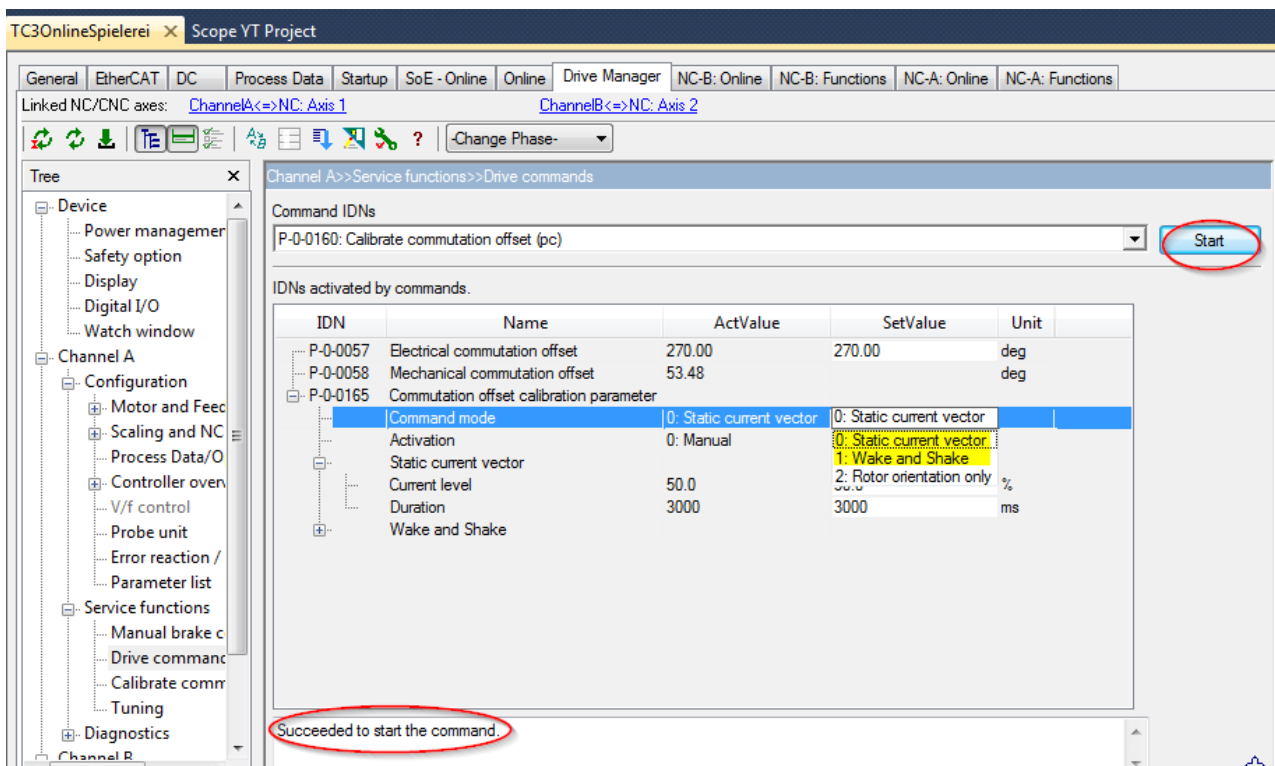 TC3OnlineSpielerei Scope YT Project
General EtherCAT DC Process Data Startup SoE - Online Online Drive Manager NC-B: Online NC-B: Functions NC-A: Online NC-A: Functions
Linked NC/CNC axes: ChannelA<=>NC: Axis 1 ChannelB<=>NC: Axis 2
-Change Phase-
Tree
Device
Power managemen
Safety option
Display
Digital I/O
Watch window
Channel A
Configuration
Motor and Feed
Scaling and NC
Process Data/O
Controller overv
V/f control
Probe unit
Error reaction /
Parameter list
Service functions
Manual brake c
Drive command
Calibrate comm
Tuning
Diagnostics
Channel B
Channel A>>Service functions>>Drive commands
Command IDNs
P-0-0160: Calibrate commutation offset (pc) Start
IDNs activated by commands.
IDN Name ActValue SetValue Unit
P-0-0057 Electrical commutation offset 270.00 270.00 deg
P-0-0058 Mechanical commutation offset 53.48 deg
P-0-0165 Commutation offset calibration parameter
Command mode 0: Static current vector 0: Static current vector
Activation 0: Manual 0: Static current vector
Static current vector 1: Wake and Shake
Current level 50.0 2: Rotor orientation only %
Duration 3000 3000 ms
Wake and Shake
Succeeded to start the command.